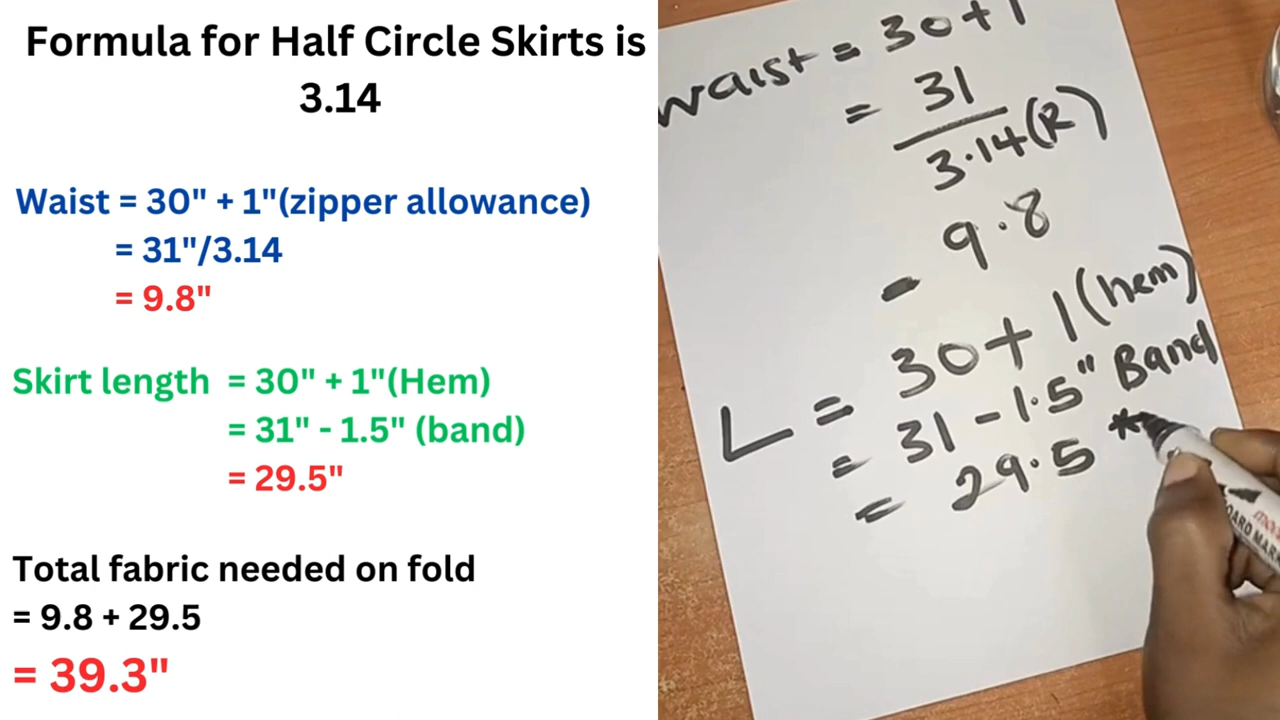 Formula for Half Circle Skirts is
3.14
Waist = 30" + 1"(zipper allowance)
= 31"/3.14
= 9.8"
Skirt length = 30" + 1"(Hem)
= 31" - 1.5" (band)
= 29.5"
Total fabric needed on fold
= 9.8 + 29.5
= 39.3"
waist = 30+1
= 31
3.14(R)
= 9.8
L = 30+1(hem)
= 31-1.5" Band
= 29.5 *
BOARD MAR